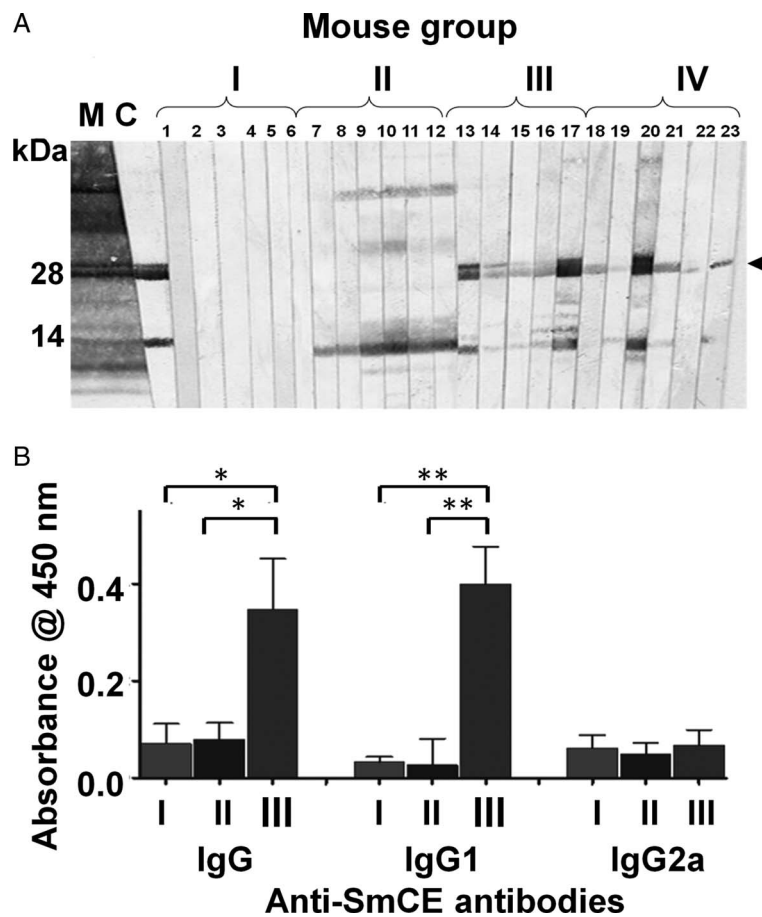 A
Mouse group
I II III IV
M C 1 2 3 4 5 6 7 8 9 10 11 12 13 14 15 16 17 18 19 20 21 22 23
kDa
28
14
B
* **
* **
Absorbance @ 450 nm
0.4
0.2
0.0
I II III I II III I II III
IgG IgG1 IgG2a
Anti-SmCE antibodies